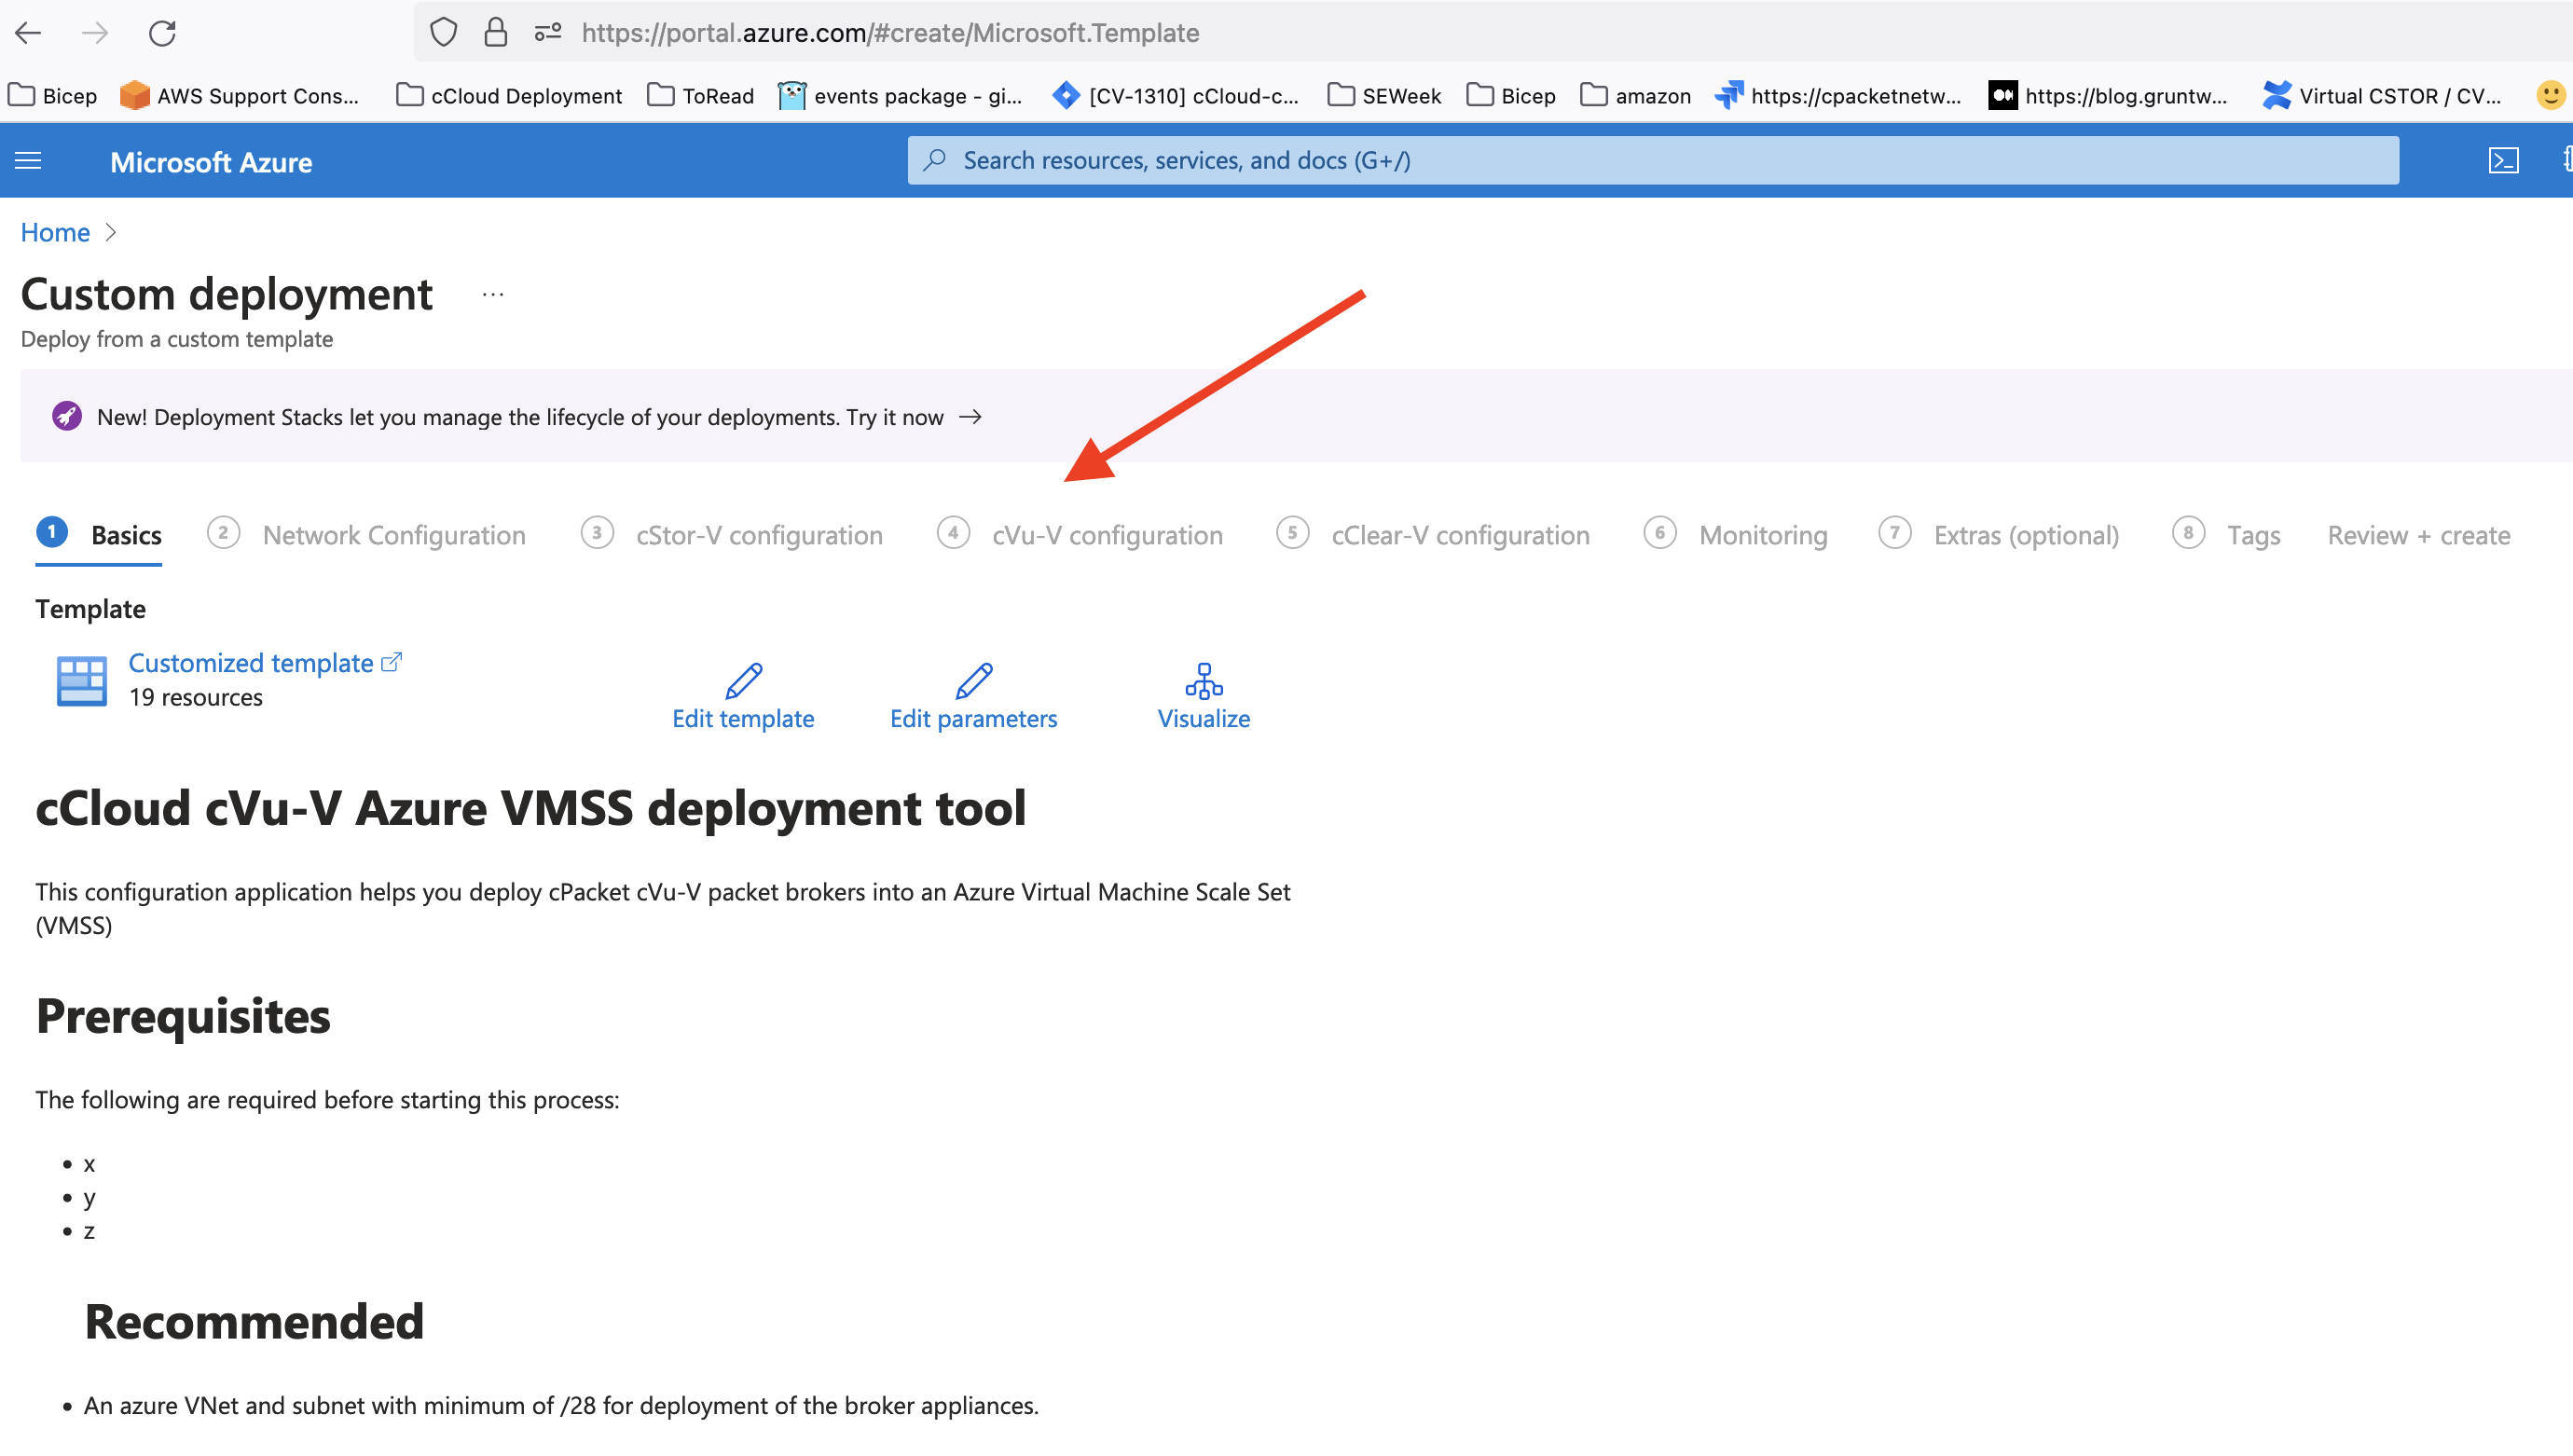 https://portal.azure.com/#create/Microsoft.Template
Bicep AWS Support Cons... cCloud Deployment ToRead events package - gi... [CV-1310] cCloud-c... SEWeek Bicep amazon https://cpacketnetw... https://blog.gruntw... Virtual CSTOR / CV...
Microsoft Azure Search resources, services, and docs (G+/)
Home
Custom deployment ...
Deploy from a custom template
New! Deployment Stacks let you manage the lifecycle of your deployments. Try it now →
1 Basics 2 Network Configuration 3 cStor-V configuration 4 cVu-V configuration 5 cClear-V configuration 6 Monitoring 7 Extras (optional) 8 Tags Review + create
Template
Customized template
19 resources
Edit template Edit parameters Visualize
cCloud cVu-V Azure VMSS deployment tool
This configuration application helps you deploy cPacket cVu-V packet brokers into an Azure Virtual Machine Scale Set
(VMSS)
Prerequisites
The following are required before starting this process:
• x
• y
• z
Recommended
• An azure VNet and subnet with minimum of /28 for deployment of the broker appliances.